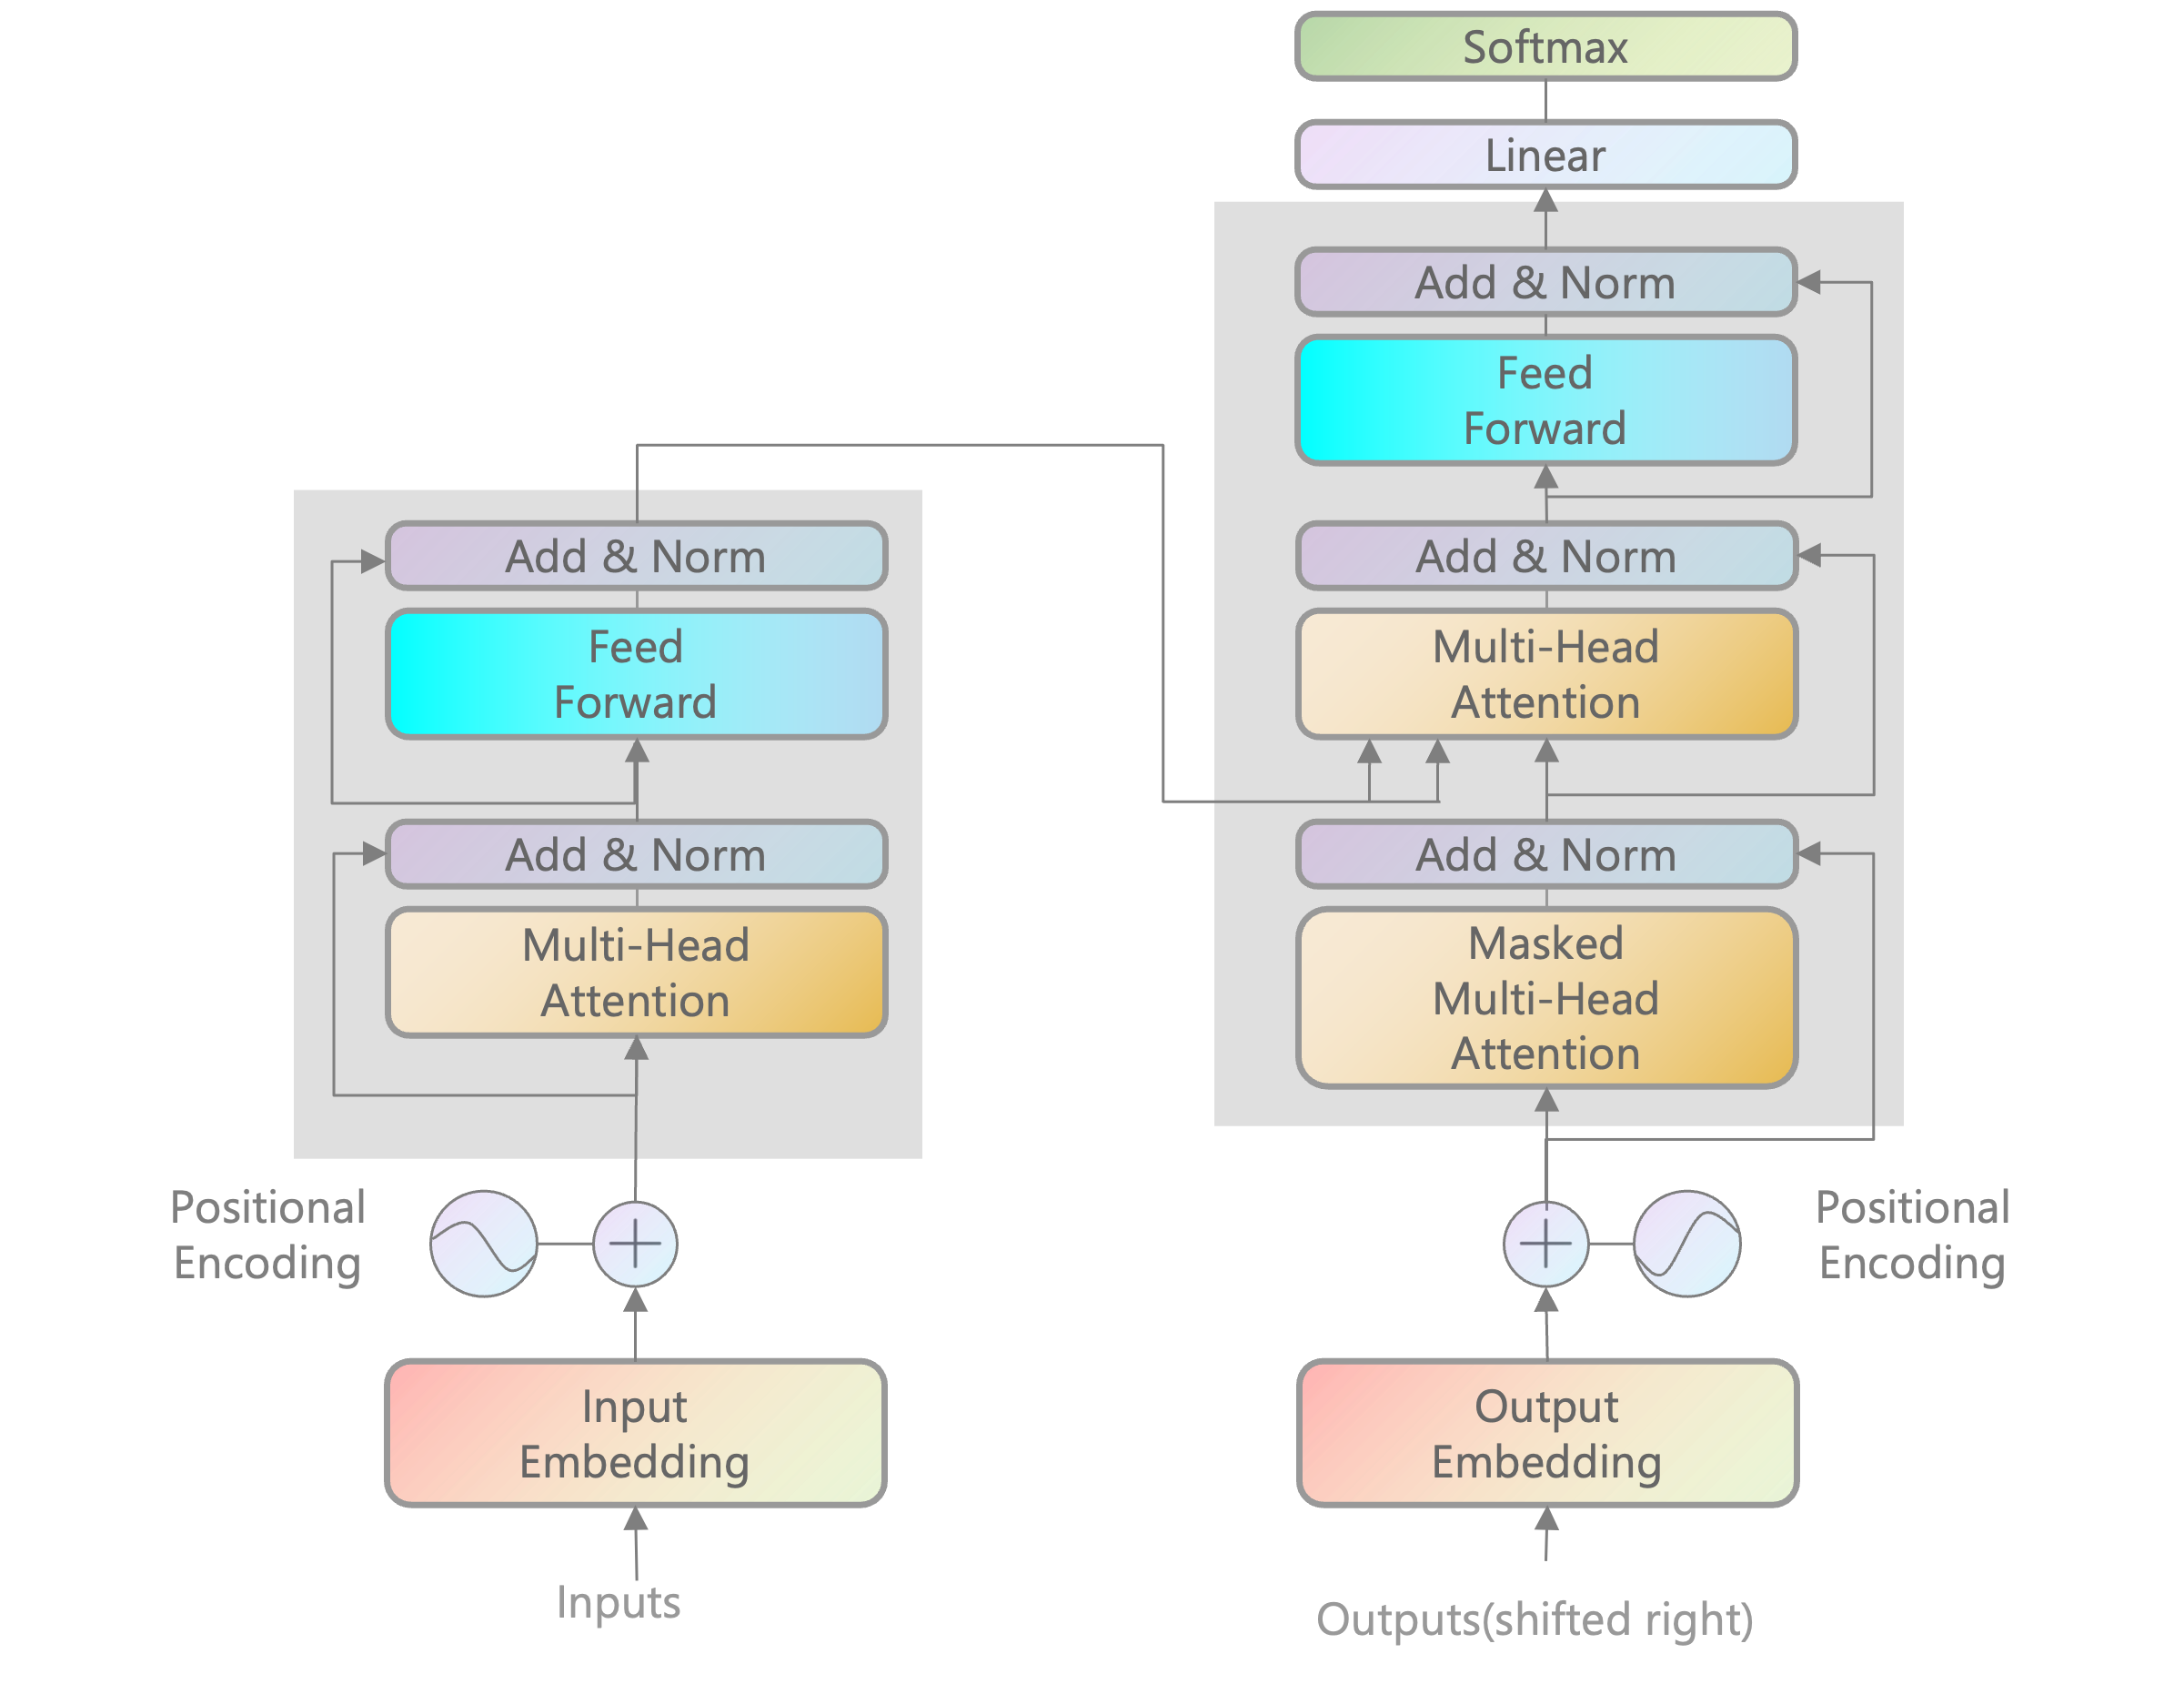 Softmax
Linear
Add & Norm
Feed
Forward
Add & Norm
Multi-Head
Attention
Add & Norm
Masked
Multi-Head
Attention
Add & Norm
Feed
Forward
Add & Norm
Multi-Head
Attention
Positional
Encoding
Positional
Encoding
Input
Embedding
Output
Embedding
Inputs
Outputs(shifted right)